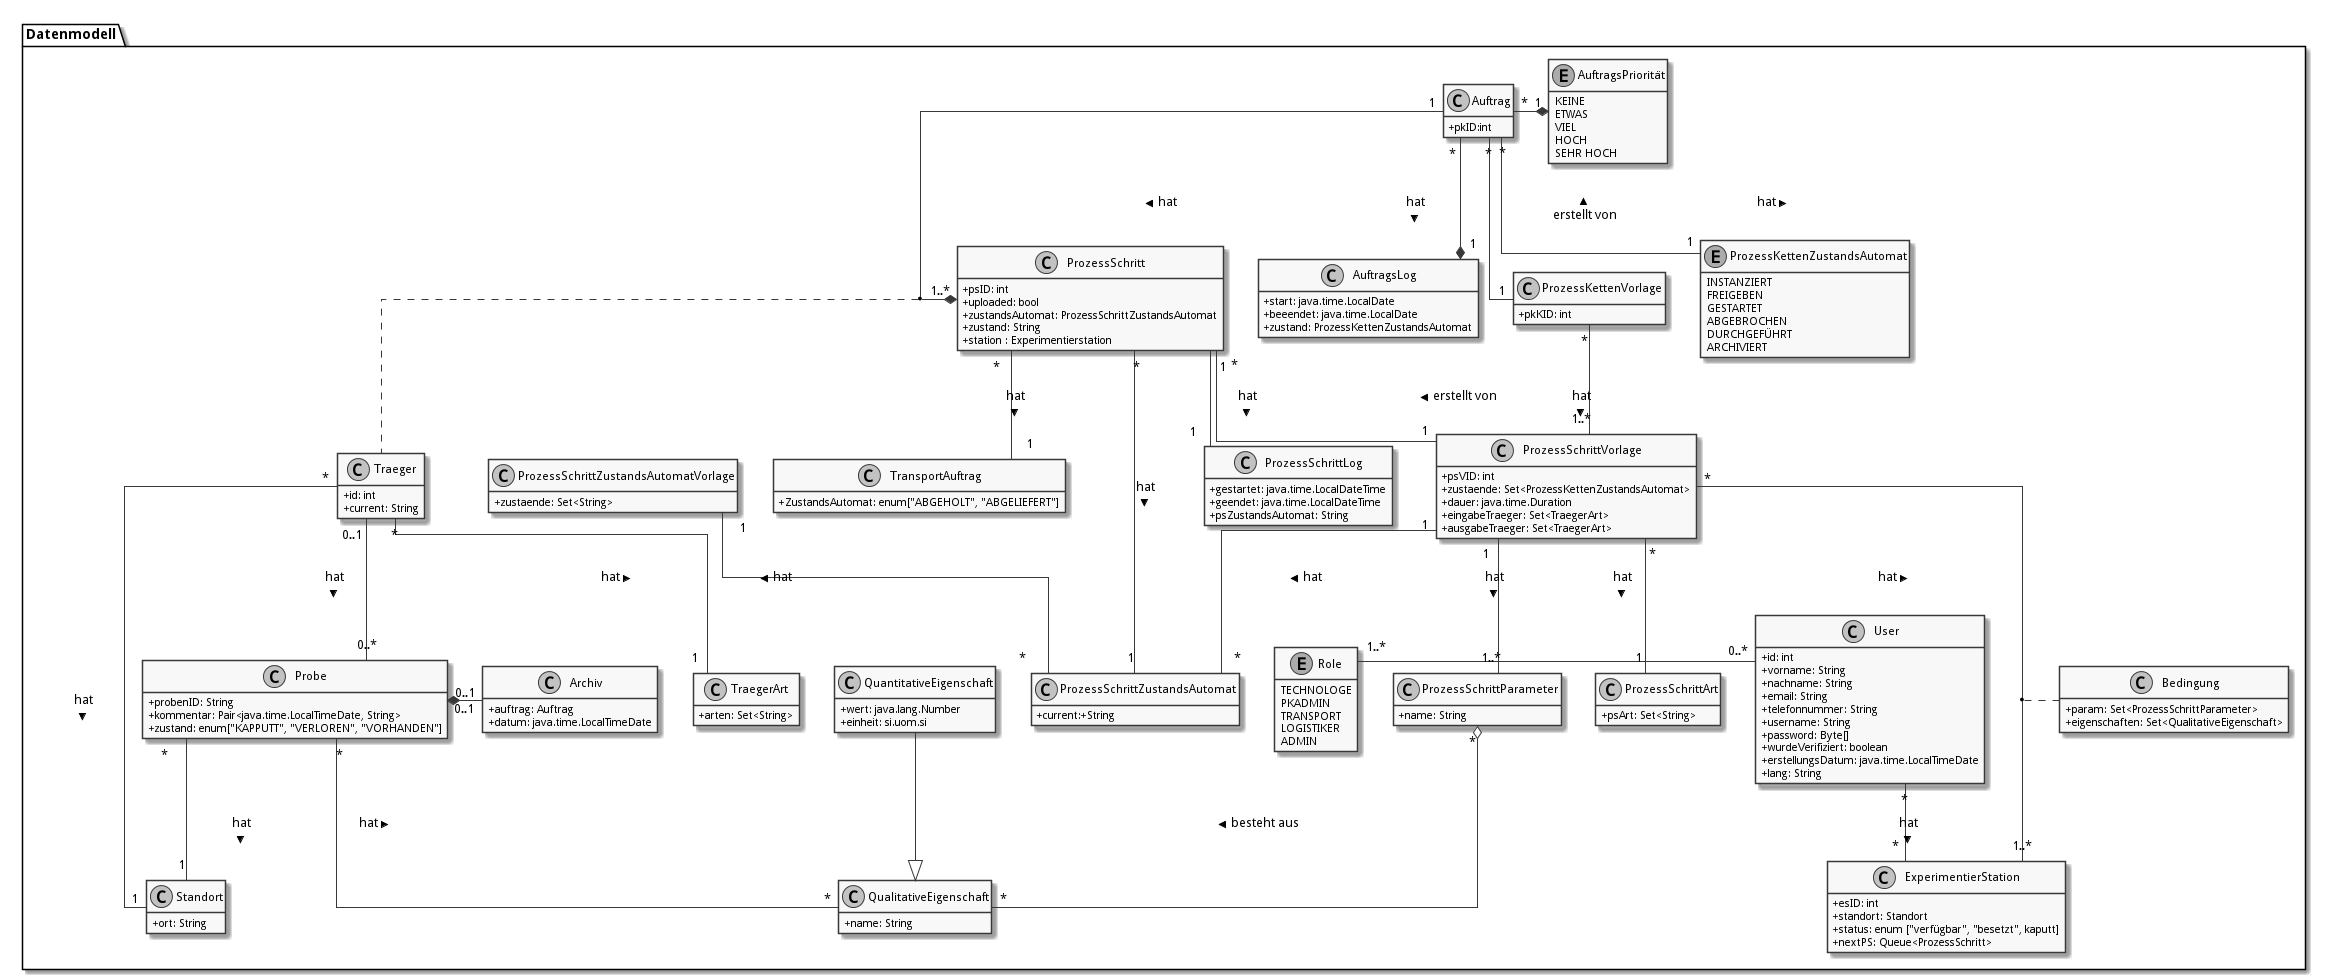 Datenmodell
E AuftragsPriorität
KEINE
ETWAS
VIEL
HOCH
SEHR HOCH
C Auftrag
+pkID:int
1
* 1
* * *
◄ hat
hat
▼
▲
erstellt von
hat ►
C ProzessSchritt
+psID: int
+uploaded: bool
+zustandsAutomat: ProzessSchrittZustandsAutomat
+zustand: String
+station : Experimentierstation
1..*
1
C AuftragsLog
+start: java.time.LocalDate
+beeendet: java.time.LocalDate
+zustand: ProzessKettenZustandsAutomat
1
C ProzessKettenVorlage
+pkKID: int
1
E ProzessKettenZustandsAutomat
INSTANZIERT
FREIGEBEN
GESTARTET
ABGEBROCHEN
DURCHGEFÜHRT
ARCHIVIERT
* * 1 * *
hat
▼
hat
▼
◄ erstellt von
hat
▼
1 1 1 1..*
C Traeger
+id: int
+current: String
*
C ProzessSchrittZustandsAutomatVorlage
+zustaende: Set<String>
C TransportAuftrag
+ZustandsAutomat: enum["ABGEHOLT", "ABGELIEFERT"]
hat
▼
C ProzessSchrittLog
+gestartet: java.time.LocalDateTime
+geendet: java.time.LocalDateTime
+psZustandsAutomat: String
C ProzessSchrittVorlage
+psVID: int
+zustaende: Set<ProzessKettenZustandsAutomat>
+dauer: java.time.Duration
+eingabeTraeger: Set<TraegerArt>
+ausgabeTraeger: Set<TraegerArt>
*
0..1 * 1 1 1 *
hat
▼
hat ►
◄ hat
◄ hat
hat
▼
hat
▼
hat ►
0..* 1 * 1 * 1..* 1..* 1 0..*
C Probe
+probenID: String
+kommentar: Pair<java.time.LocalTimeDate, String>
+zustand: enum["KAPPUTT", "VERLOREN", "VORHANDEN"]
0..1
0..1
C Archiv
+auftrag: Auftrag
+datum: java.time.LocalTimeDate
C TraegerArt
+arten: Set<String>
C QuantitativeEigenschaft
+wert: java.lang.Number
+einheit: si.uom.si
C ProzessSchrittZustandsAutomat
+current:+String
E Role
TECHNOLOGE
PKADMIN
TRANSPORT
LOGISTIKER
ADMIN
C ProzessSchrittParameter
+name: String
C ProzessSchrittArt
+psArt: Set<String>
C User
+id: int
+vorname: String
+nachname: String
+email: String
+telefonnummer: String
+username: String
+password: Byte[]
+wurdeVerifiziert: boolean
+erstellungsDatum: java.time.LocalTimeDate
+lang: String
C Bedingung
+param: Set<ProzessSchrittParameter>
+eigenschaften: Set<QualitativeEigenschaft>
hat
▼
* * * *
hat
▼
hat ►
◄ besteht aus
hat
▼
1 1 * * * 1..*
C Standort
+ort: String
C QualitativeEigenschaft
+name: String
C ExperimentierStation
+esID: int
+standort: Standort
+status: enum ["verfügbar", "besetzt", kaputt]
+nextPS: Queue<ProzessSchritt>